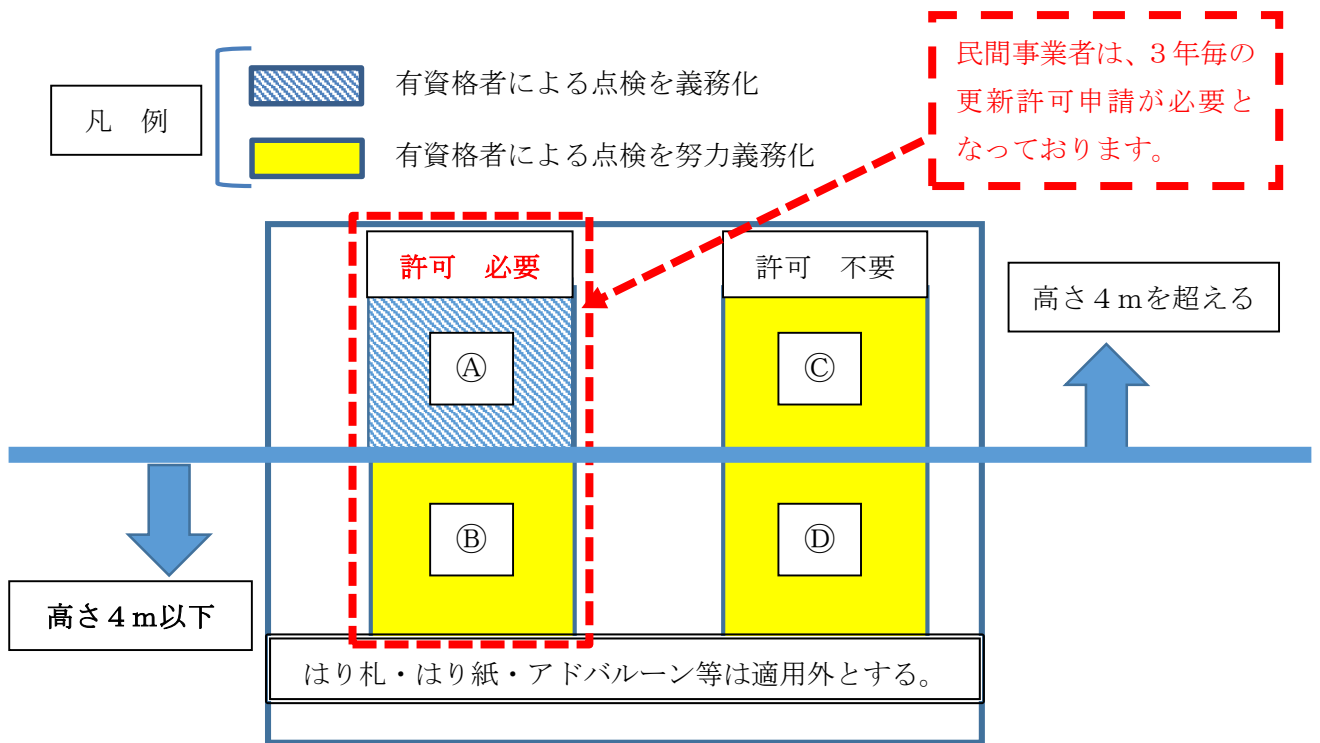 民間事業者は、３年毎の
更新許可申請が必要と
なっております。
凡　例
有資格者による点検を義務化
有資格者による点検を努力義務化
許可　必要
許可　不要
高さ４ｍを超える
Ⓐ
Ⓒ
Ⓑ
Ⓓ
高さ４ｍ以下
はり札・はり紙・アドバルーン等は適用外とする。